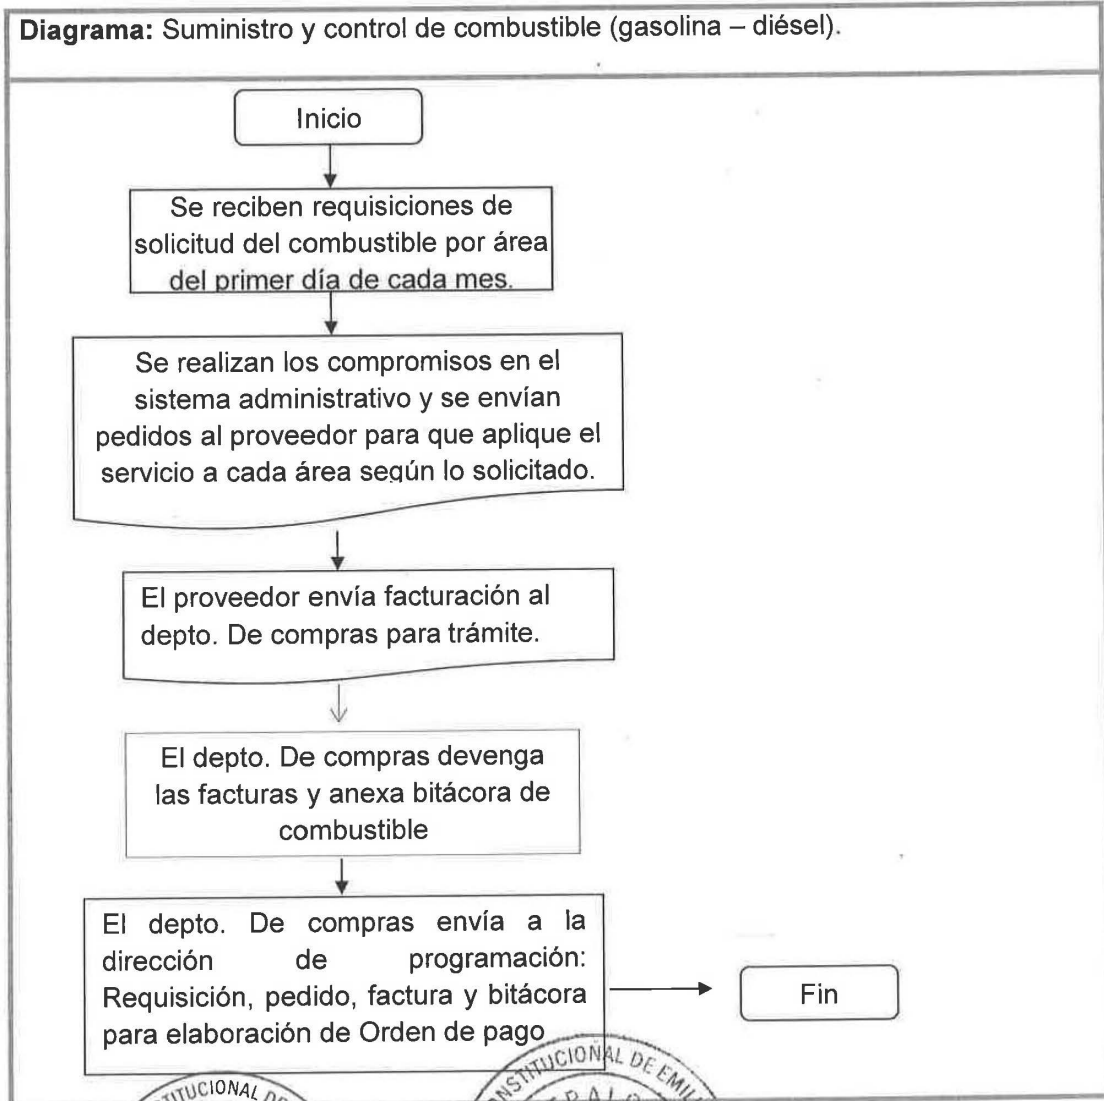 Diagrama: Suministro y control de combustible (gasolina – diésel).
Inicio
Se reciben requisiciones de
solicitud del combustible por área
del primer día de cada mes.
Se realizan los compromisos en el
sistema administrativo y se envían
pedidos al proveedor para que aplique el
servicio a cada área según lo solicitado.
El proveedor envía facturación al
depto. De compras para trámite.
El depto. De compras devenga
las facturas y anexa bitácora de
combustible
El depto. De compras envía a la
dirección de programación:
Requisición, pedido, factura y bitácora
para elaboración de Orden de pago
Fin